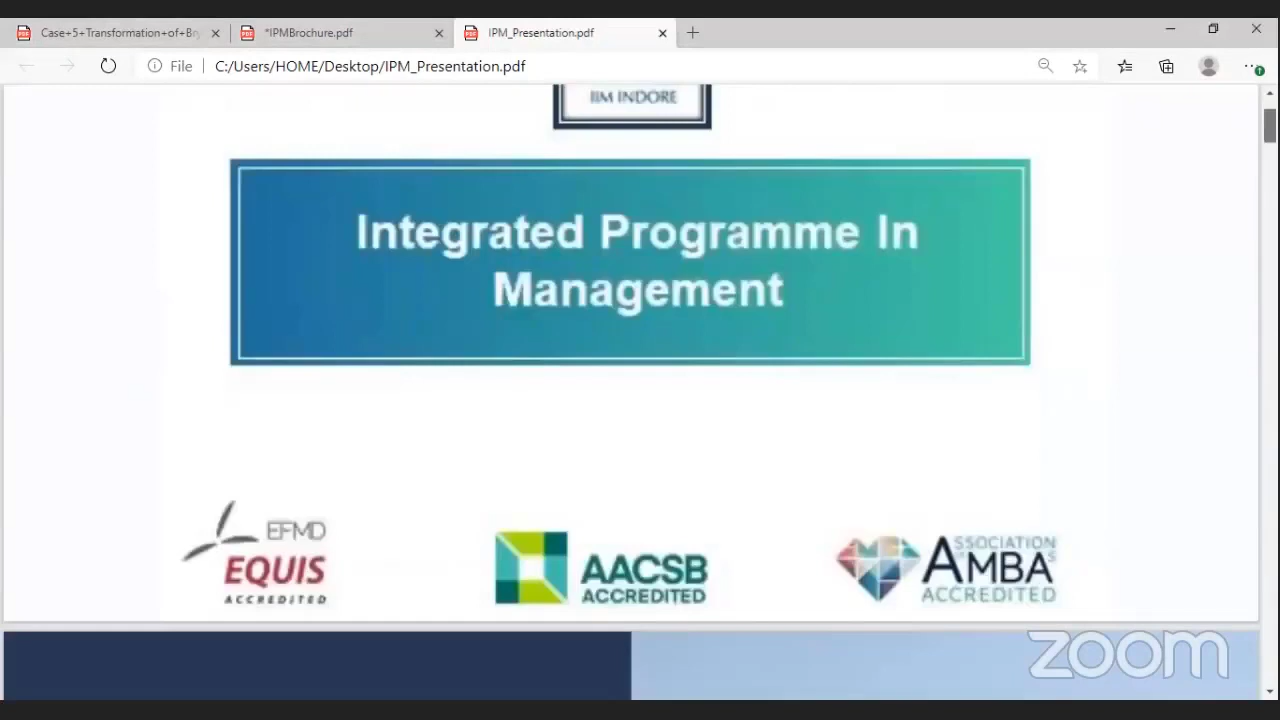 Case+5+Transformation+of+Br
*IPMBrochure.pdf
IPM_Presentation.pdf
File
C:/Users/HOME/Desktop/IPM_Presentation.pdf
IIM INDORE
Integrated Programme In
Management
EFMD
EQUIS
ACCREDITED
AACSB
ACCREDITED
ASSOCIATION
AMBA'S
ACCREDITED
zoom